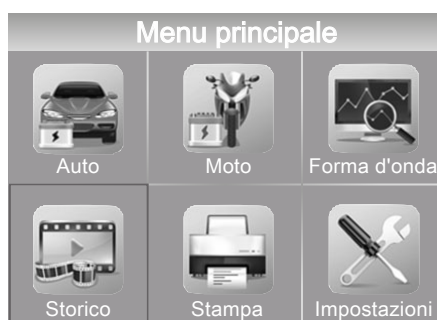 Menu principale
Auto
Moto
Forma d'onda
Storico
Stampa
Impostazioni